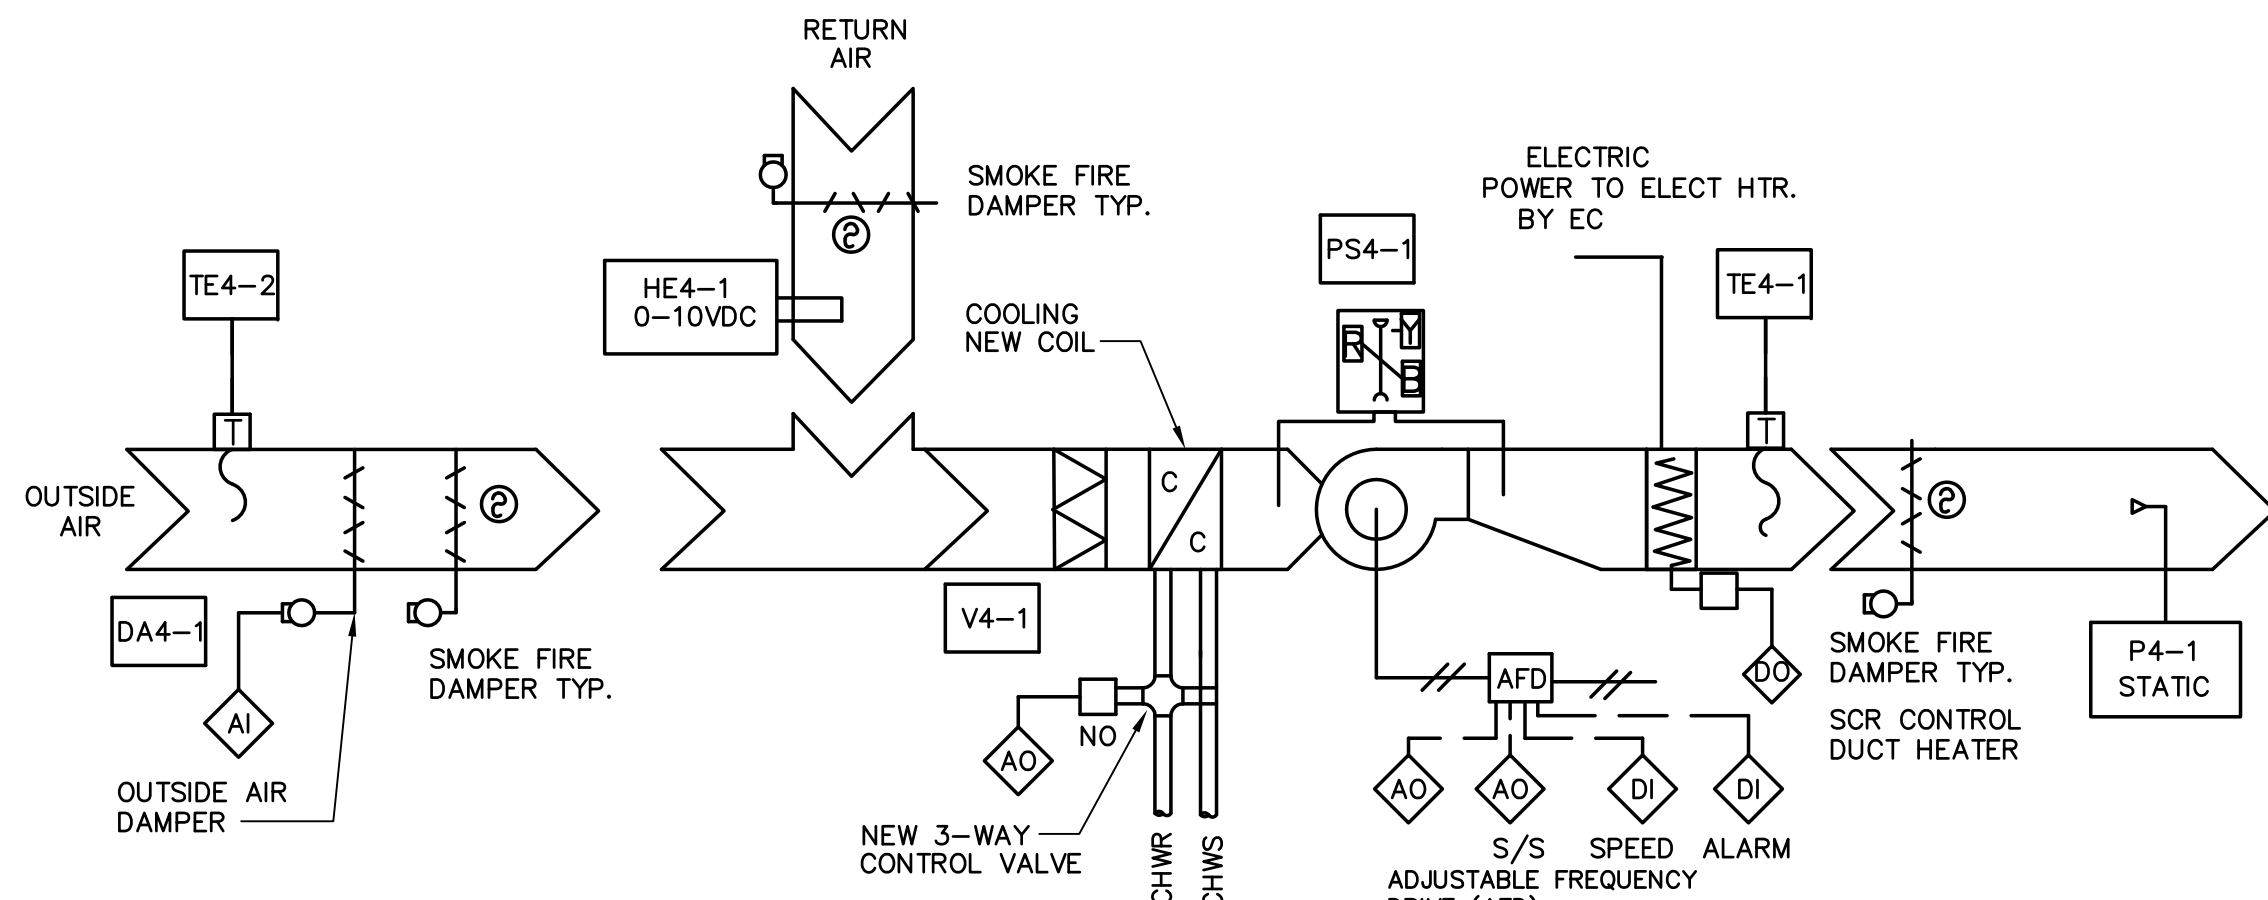 RETURN
AIR
SMOKE FIRE
DAMPER TYP.
ELECTRIC
POWER TO ELECT HTR.
BY EC
PS4-1
TE4-2
HE4-1
0-10VDC
TE4-1
COOLING
NEW COIL
R
Y
B
T
T
OUTSIDE
AIR
C
C
DA4-1
V4-1
SMOKE FIRE
DAMPER TYP.
AFD
DO
SMOKE FIRE
DAMPER TYP.
P4-1
STATIC
AI
NO
AO
SCR CONTROL
DUCT HEATER
AO
AO
DI
DI
OUTSIDE AIR
DAMPER
NEW 3-WAY
CONTROL VALVE
CHWR
CHWS
S/S
SPEED
ALARM
ADJUSTABLE FREQUENCY
DRIVE (AFD)